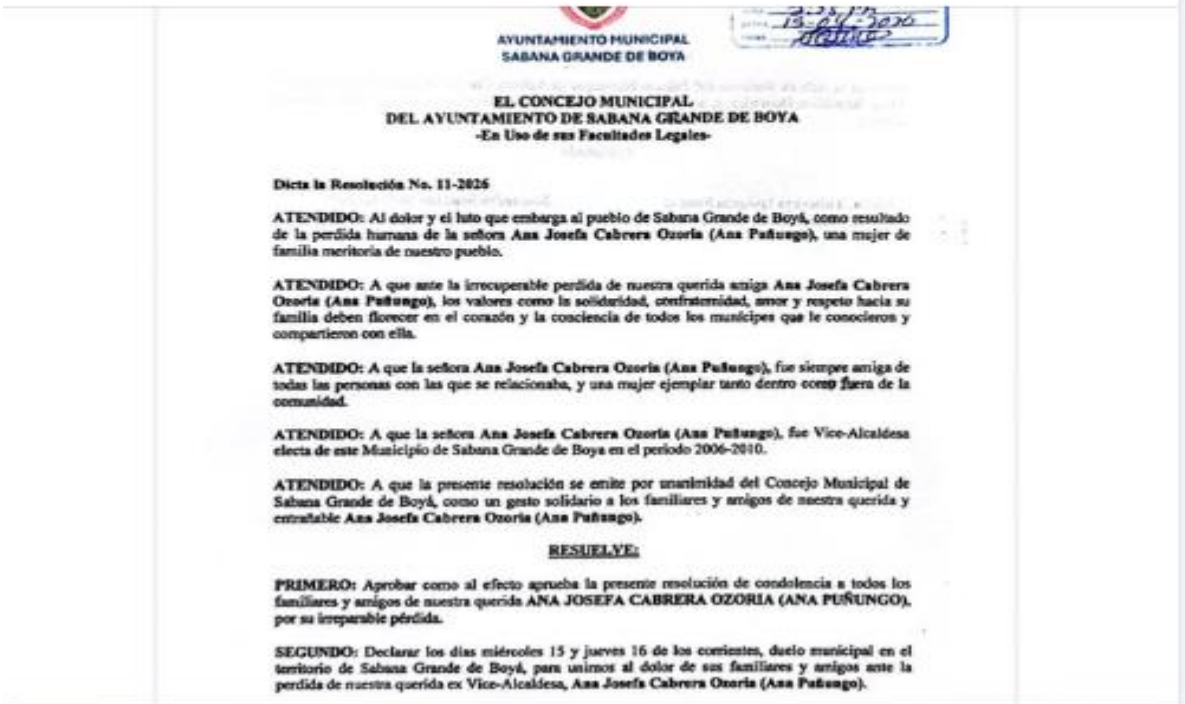 15-04-2026
AYUNTAMIENTO MUNICIPAL
SABANA GRANDE DE BOYA
EL CONCEJO MUNICIPAL
DEL AYUNTAMIENTO DE SABANA GRANDE DE BOYA
-En Uso de sus Facultades Legales-
Dicta la Resolución No. 11-2026
ATENDIDO: Al dolor y el luto que embarga al pueblo de Sabana Grande de Boyá, como resultado
de la perdida humana de la señora Ana Josefa Cabrera Ozoria (Ana Puñungo), una mujer de
familia meritoria de nuestro pueblo.
ATENDIDO: A que ante la irrecuperable perdida de nuestra querida amiga Ana Josefa Cabrera
Ozoria (Ana Puñungo), los valores como la solidaridad, confraternidad, amor y respeto hacia su
familia deben florecer en el corazón y la conciencia de todos los munícipes que le conocieron y
compartieron con ella.
ATENDIDO: A que la señora Ana Josefa Cabrera Ozoria (Ana Puñungo), fue siempre amiga de
todas las personas con las que se relacionaba, y una mujer ejemplar tanto dentro como fuera de la
comunidad.
ATENDIDO: A que la señora Ana Josefa Cabrera Ozoria (Ana Puñungo), fue Vice-Alcaldesa
electa de este Municipio de Sabana Grande de Boya en el periodo 2006-2010.
ATENDIDO: A que la presente resolución se emite por unanimidad del Concejo Municipal de
Sabana Grande de Boyá, como un gesto solidario a los familiares y amigos de nuestra querida y
entrañable Ana Josefa Cabrera Ozoria (Ana Puñungo).
RESUELVE:
PRIMERO: Aprobar como al efecto aprueba la presente resolución de condolencia a todos los
familiares y amigos de nuestra querida ANA JOSEFA CABRERA OZORIA (ANA PUÑUNGO),
por su irreparable pérdida.
SEGUNDO: Declarar los días miércoles 15 y jueves 16 de los corrientes, duelo municipal en el
territorio de Sabana Grande de Boyá, para unirnos al dolor de sus familiares y amigos ante la
perdida de nuestra querida ex Vice-Alcaldesa, Ana Josefa Cabrera Ozoria (Ana Puñungo).